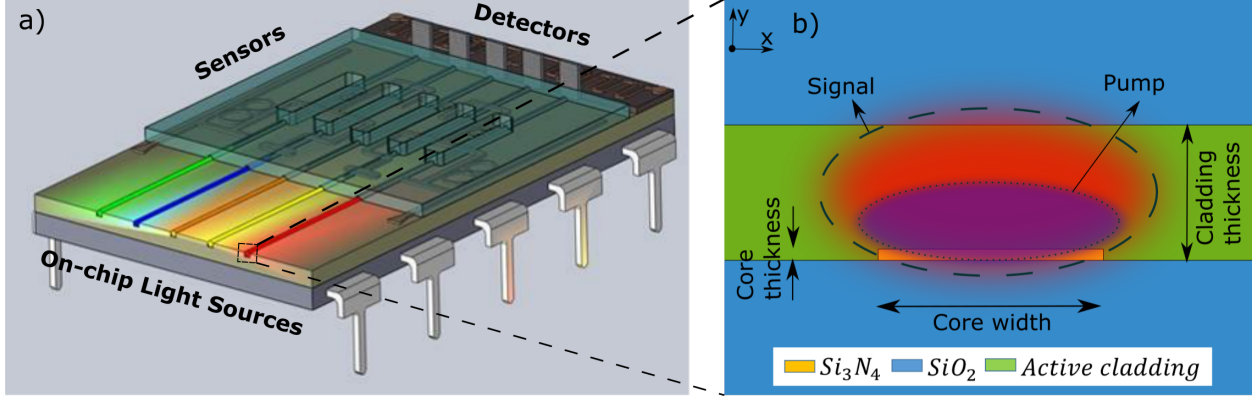 a)
Sensors
Detectors
On-chip Light Sources
b)
y
x
Signal
Pump
Core
thickness
Cladding
thickness
Core width
Si₃N₄
SiO₂
Active cladding